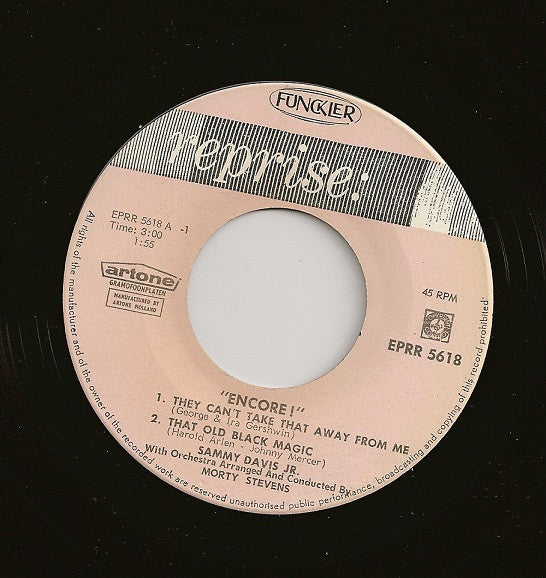 FUNCKLER
reprise:
EPRR 5618 A -1
Time: 3:00
1:55
artone
GRAMOFOONPLATEN
MANUFACTURED BY
ARTONE HOLLAND
45 RPM
EPRR 5618
"ENCORE!"
1. THEY CAN'T TAKE THAT AWAY FROM ME
(George & Ira Gershwin)
2. THAT OLD BLACK MAGIC
(Harold Arlen - Johnny Mercer)
SAMMY DAVIS JR.
With Orchestra Arranged And Conducted By
MORTY STEVENS
All rights of the manufacturer and of the owner of the recorded work are reserved unauthorised public performance, broadcasting and copying of this record prohibited